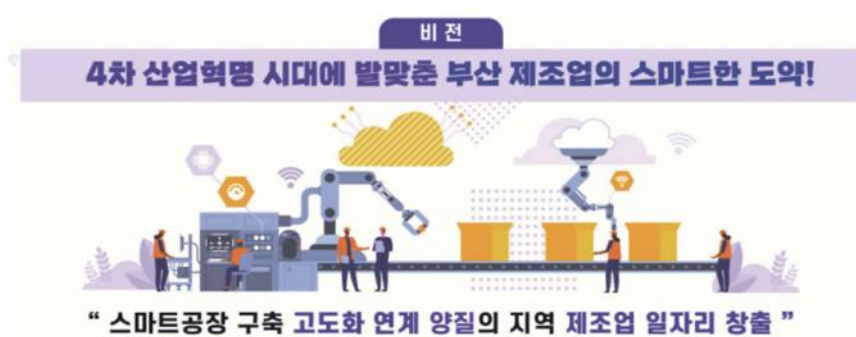 비 전
4차 산업혁명 시대에 발맞춘 부산 제조업의 스마트한 도약!
“ 스마트공장 구축 고도화 연계 양질의 지역 제조업 일자리 창출 ”